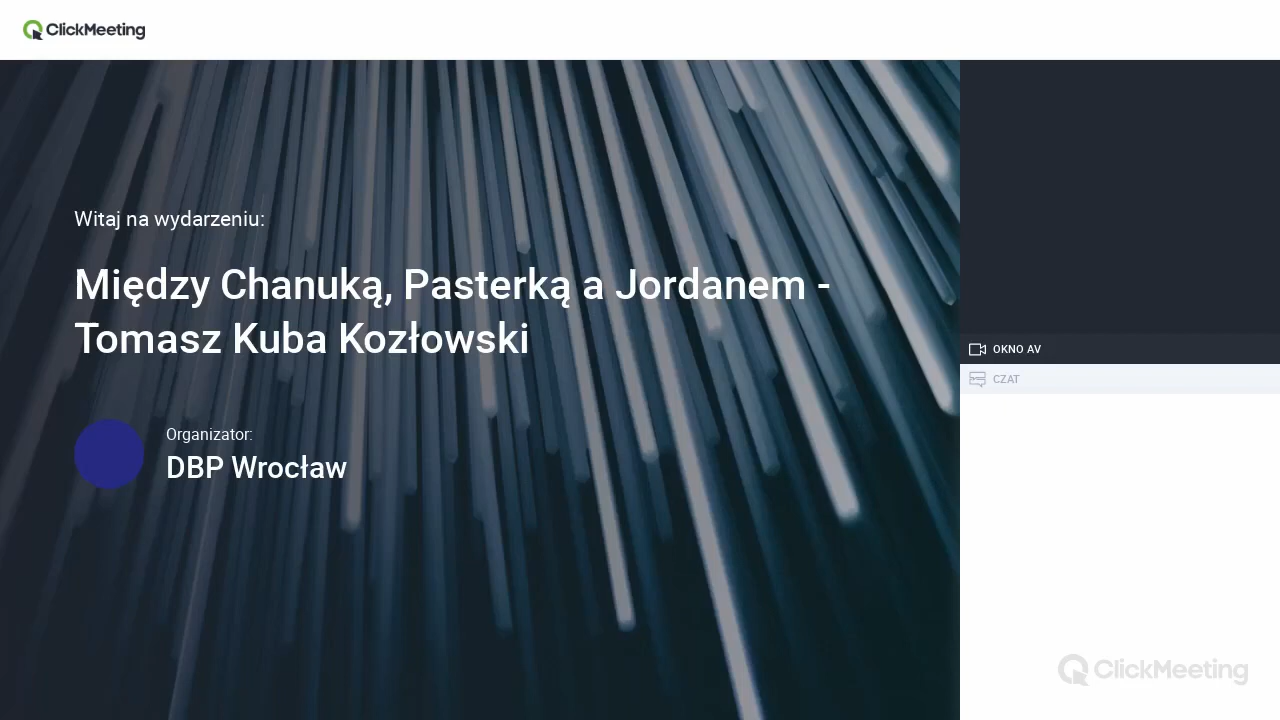 ClickMeeting
Witaj na wydarzeniu:
Między Chanuką, Pasterką a Jordanem -
Tomasz Kuba Kozłowski
Organizator:
DBP Wrocław
OKNO AV
CZAT
ClickMeeting